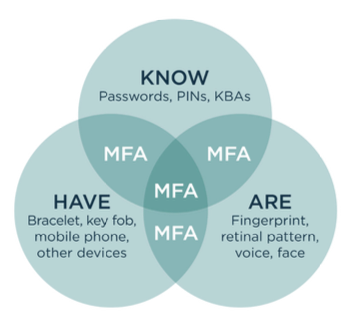 KNOW
Passwords, PINs, KBAs
MFA
MFA
MFA
HAVE
Bracelet, key fob,
mobile phone,
other devices
ARE
Fingerprint,
retinal pattern,
voice, face
MFA